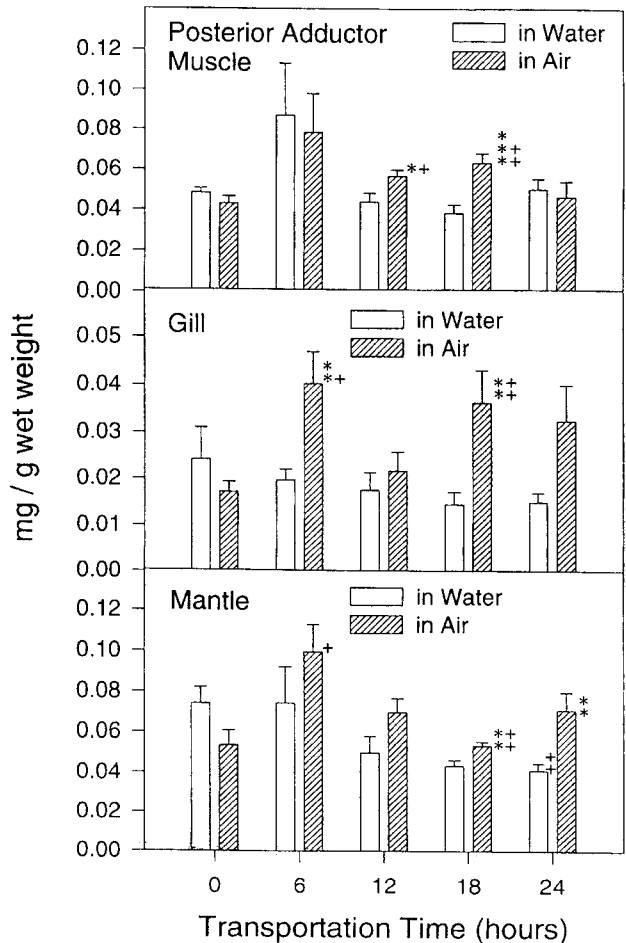 Posterior Adductor
Muscle
in Water
in Air
0.12
0.10
0.08
0.06
0.04
0.02
0.00
*+
*
*+
*+
Gill
in Water
in Air
0.05
0.04
0.03
0.02
0.01
0.00
*
*+
*+
*+
Mantle
in Water
in Air
0.12
0.10
0.08
0.06
0.04
0.02
0.00
+
*+
*+
+
+
*
*
mg / g wet weight
0 6 12 18 24
Transportation Time (hours)